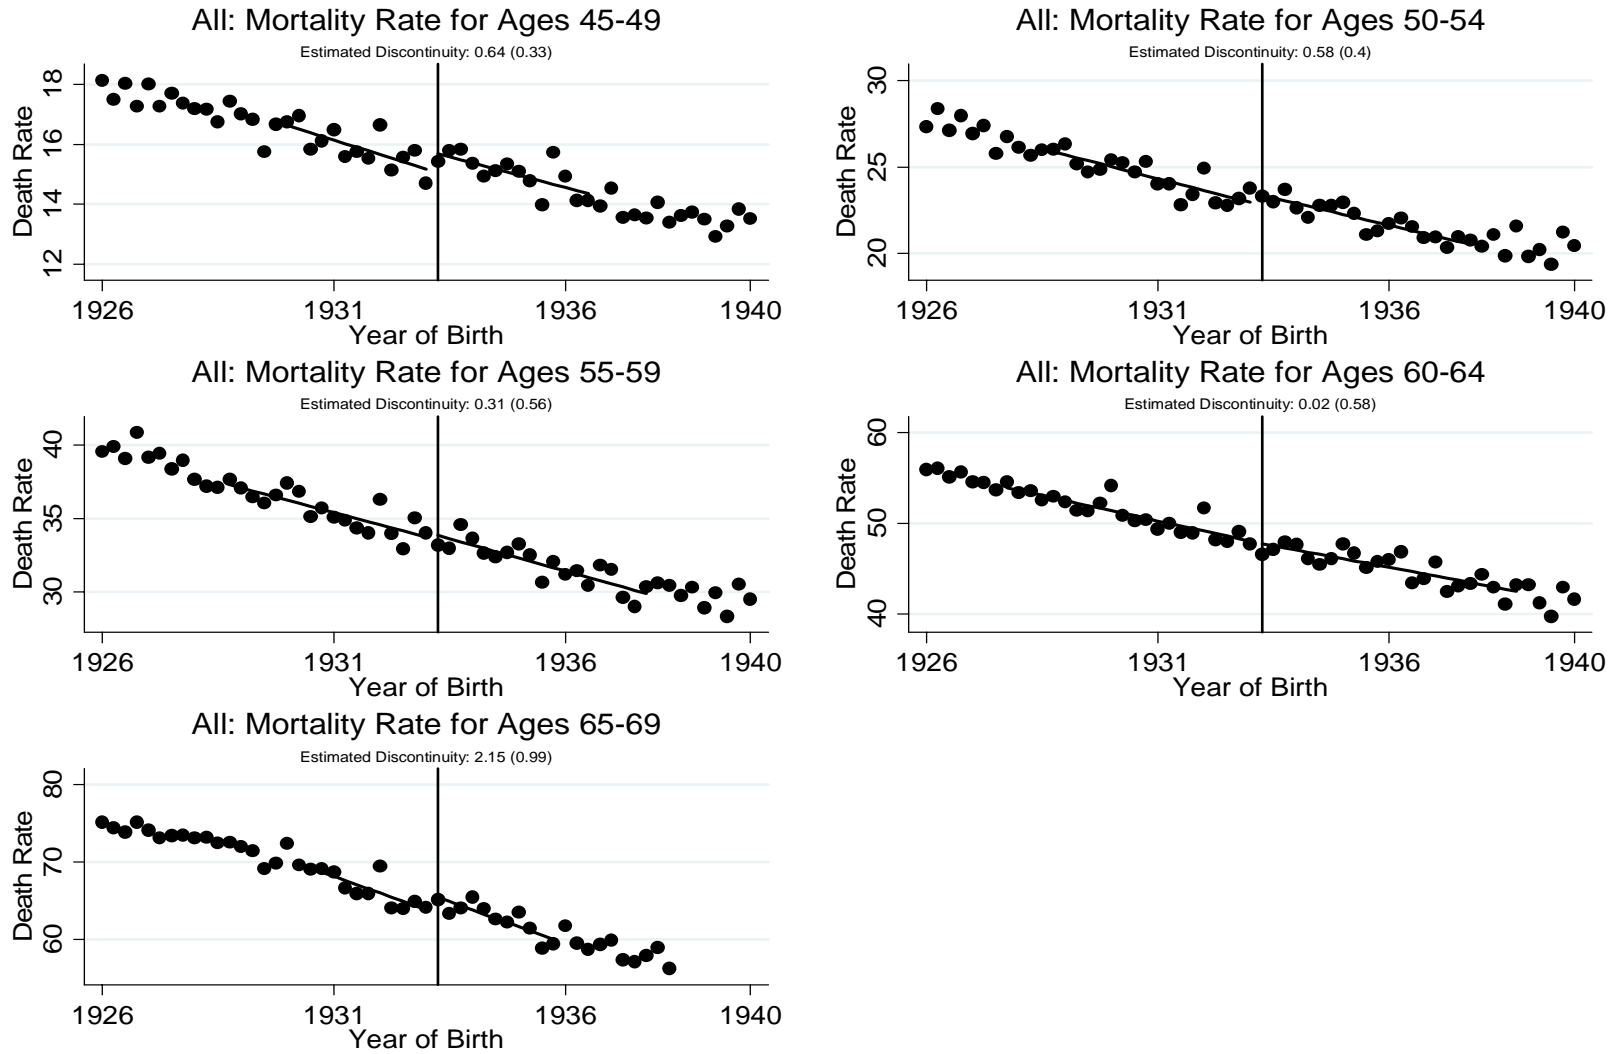 All: Mortality Rate for Ages 45-49
Estimated Discontinuity: 0.64 (0.33)
Death Rate
18
16
14
12
1926 1931 1936 1940
Year of Birth
All: Mortality Rate for Ages 50-54
Estimated Discontinuity: 0.58 (0.4)
Death Rate
30
25
20
1926 1931 1936 1940
Year of Birth
All: Mortality Rate for Ages 55-59
Estimated Discontinuity: 0.31 (0.56)
Death Rate
40
35
30
1926 1931 1936 1940
Year of Birth
All: Mortality Rate for Ages 60-64
Estimated Discontinuity: 0.02 (0.58)
Death Rate
60
50
40
1926 1931 1936 1940
Year of Birth
All: Mortality Rate for Ages 65-69
Estimated Discontinuity: 2.15 (0.99)
Death Rate
80
70
60
1926 1931 1936 1940
Year of Birth